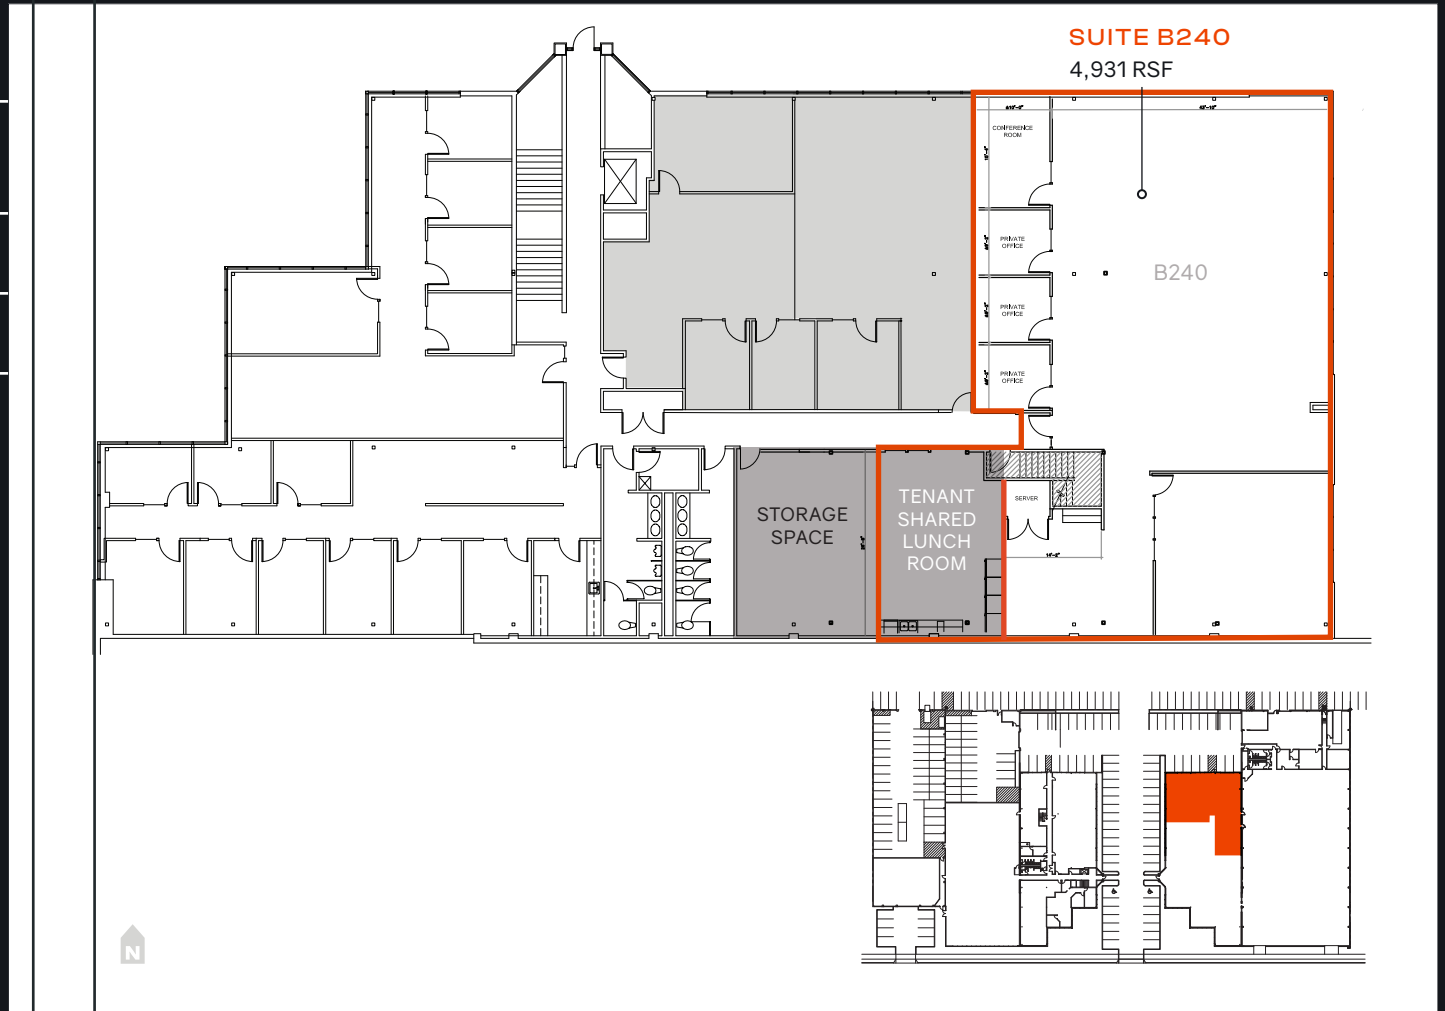 SUITE B240
4,931 RSF
CONFERENCE
ROOM
PRIVATE
OFFICE
B240
PRIVATE
OFFICE
PRIVATE
OFFICE
STORAGE
SPACE
TENANT
SHARED
LUNCH
ROOM
SERVER
N